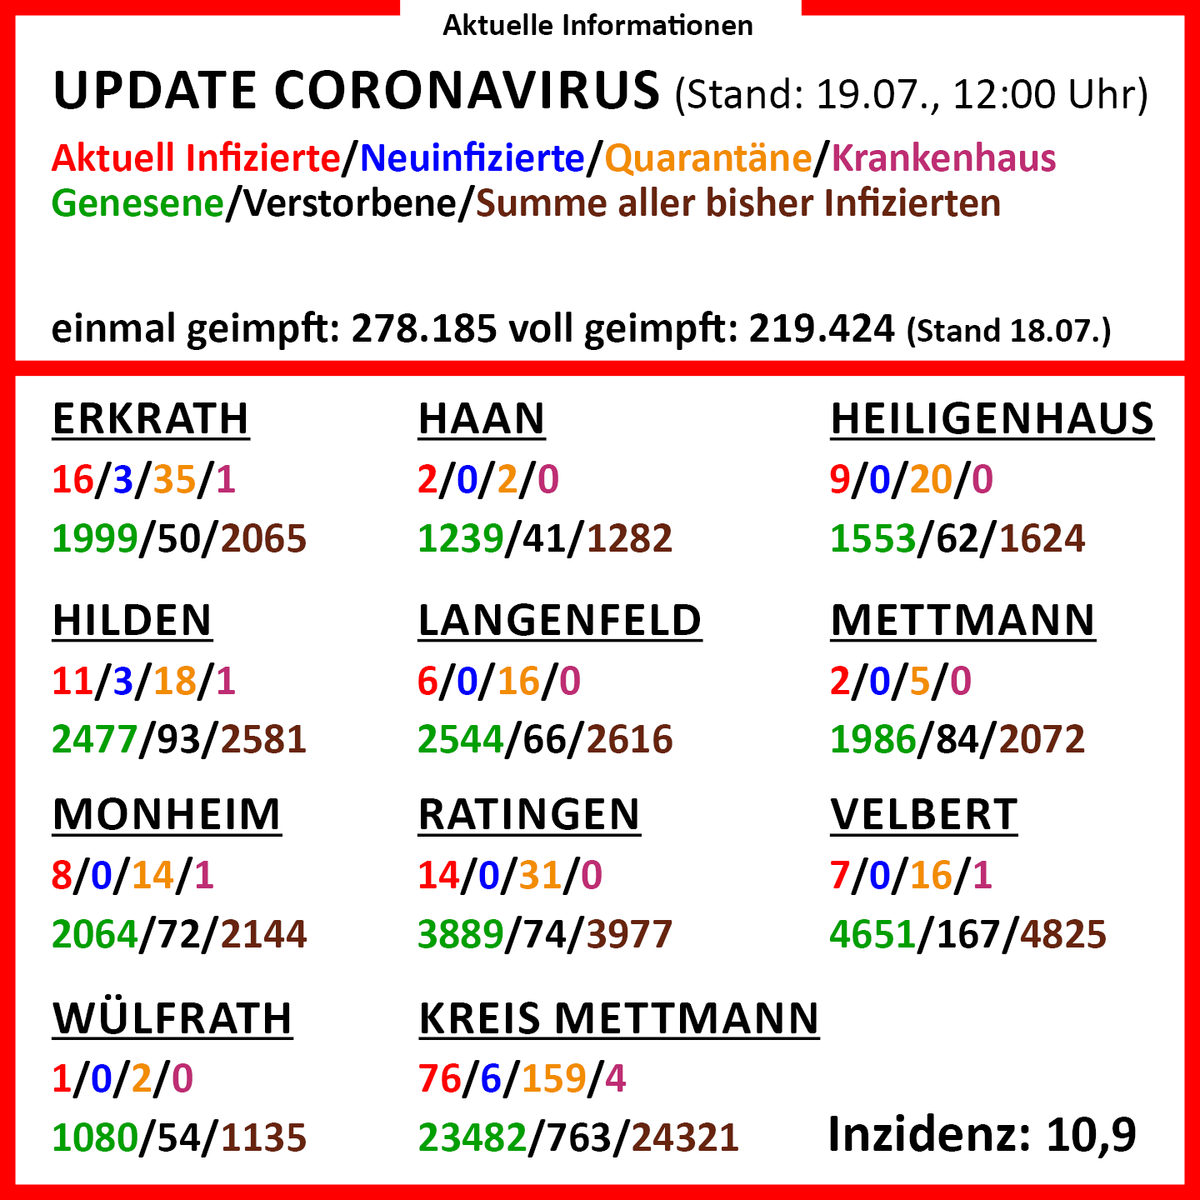 Aktuelle Informationen
UPDATE CORONAVIRUS (Stand: 19.07., 12:00 Uhr)
Aktuell Infizierte/Neuinfizierte/Quarantäne/Krankenhaus
Genesene/Verstorbene/Summe aller bisher Infizierten
einmal geimpft: 278.185 voll geimpft: 219.424 (Stand 18.07.)
ERKRATH
16/3/35/1
1999/50/2065
HAAN
2/0/2/0
1239/41/1282
HEILIGENHAUS
9/0/20/0
1553/62/1624
HILDEN
11/3/18/1
2477/93/2581
LANGENFELD
6/0/16/0
2544/66/2616
METTMANN
2/0/5/0
1986/84/2072
MONHEIM
8/0/14/1
2064/72/2144
RATINGEN
14/0/31/0
3889/74/3977
VELBERT
7/0/16/1
4651/167/4825
WÜLFRATH
1/0/2/0
1080/54/1135
KREIS METTMANN
76/6/159/4
23482/763/24321
Inzidenz: 10,9